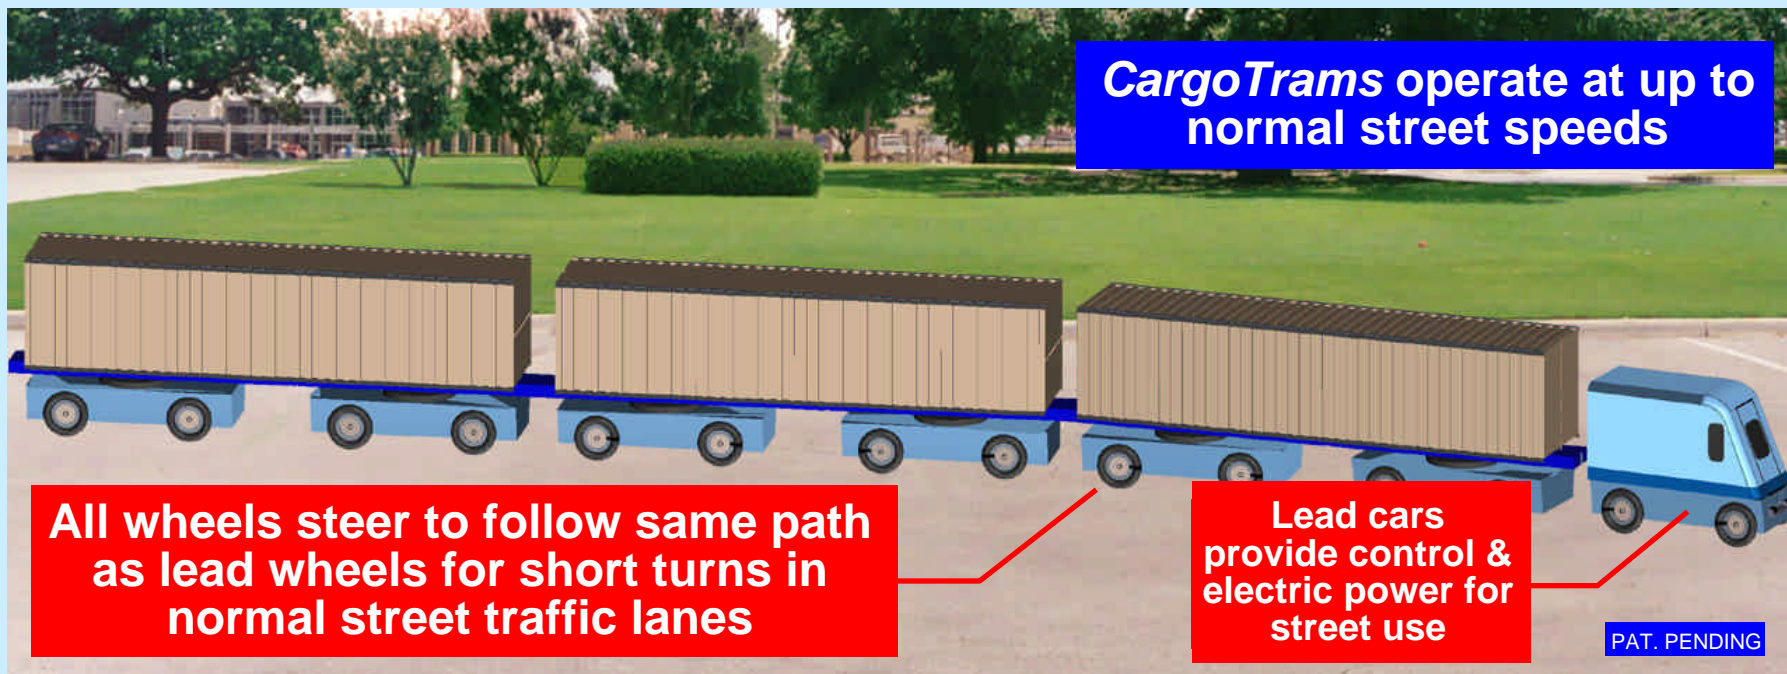 CargoTrams operate at up to
normal street speeds
All wheels steer to follow same path
as lead wheels for short turns in
normal street traffic lanes
Lead cars
provide control &
electric power for
street use
PAT. PENDING